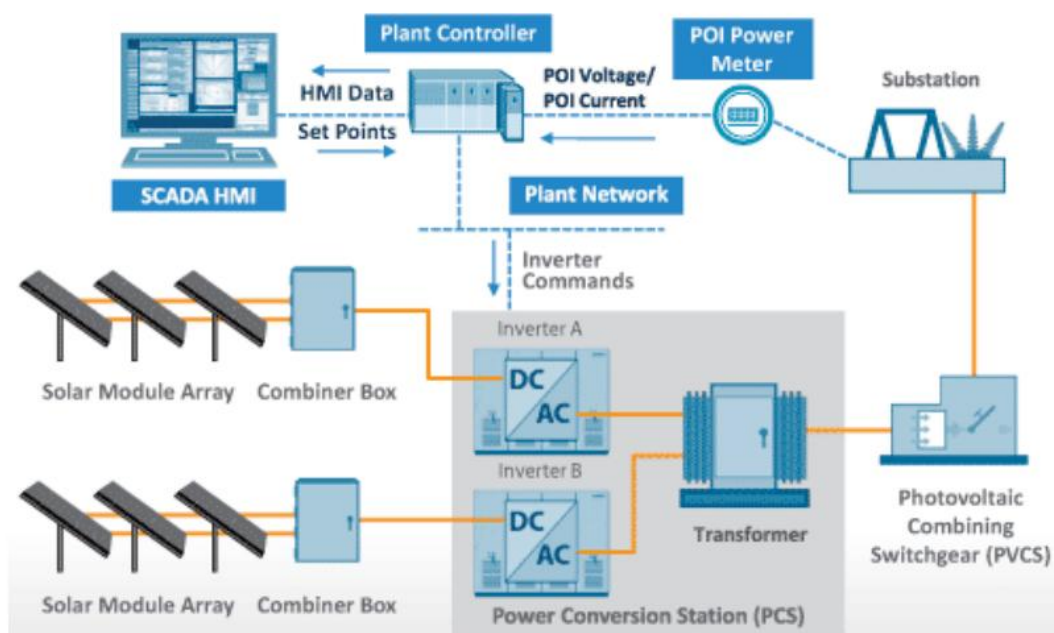 Plant Controller
POI Power
Meter
Substation
HMI Data
Set Points
POI Voltage/
POI Current
SCADA HMI
Plant Network
Inverter
Commands
Inverter A
DC
AC
Solar Module Array
Combiner Box
Inverter B
DC
AC
Transformer
Photovoltaic
Combining
Switchgear (PVCS)
Solar Module Array
Combiner Box
Power Conversion Station (PCS)